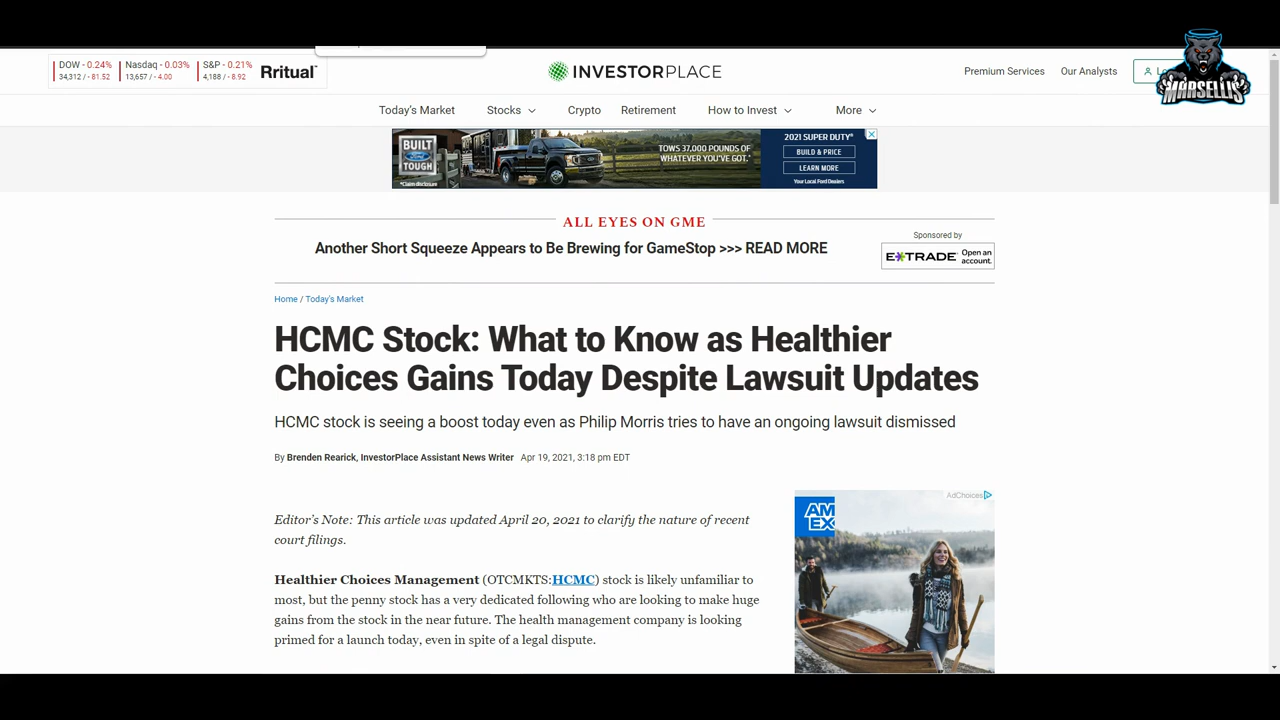 DOW - 0.24%
34,312 / - 81.52
Nasdaq - 0.03%
13,657 / - 4.00
S&P - 0.21%
4,188 / - 8.92
Rritual
INVESTORPLACE
Premium Services
Our Analysts
MARSELLIS
Today's Market
Stocks
Crypto
Retirement
How to Invest
More
BUILT
Ford
TOUGH
*Claim disclosure
TOWS 37,000 POUNDS OF
WHATEVER YOU'VE GOT.*
2021 SUPER DUTY®
BUILD & PRICE
LEARN MORE
Your Local Ford Dealers
ALL EYES ON GME
Another Short Squeeze Appears to Be Brewing for GameStop >>> READ MORE
Sponsored by
E*TRADE
Open an
account.
Home / Today's Market
HCMC Stock: What to Know as Healthier
Choices Gains Today Despite Lawsuit Updates
HCMC stock is seeing a boost today even as Philip Morris tries to have an ongoing lawsuit dismissed
By Brenden Rearick, InvestorPlace Assistant News Writer Apr 19, 2021, 3:18 pm EDT
AdChoices
AM
EX
Editor's Note: This article was updated April 20, 2021 to clarify the nature of recent
court filings.
Healthier Choices Management (OTCMKTS:HCMC) stock is likely unfamiliar to
most, but the penny stock has a very dedicated following who are looking to make huge
gains from the stock in the near future. The health management company is looking
primed for a launch today, even in spite of a legal dispute.